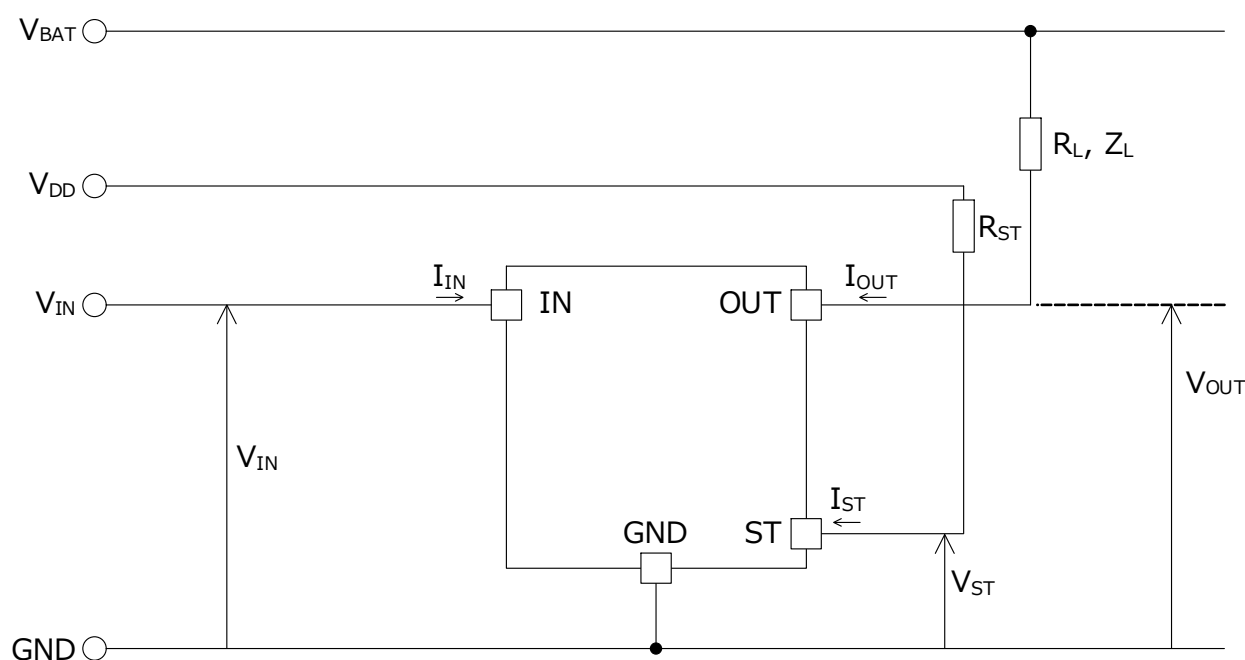 VBAT
RL, ZL
VDD
RST
IIN
IOUT
VIN
IN
OUT
VOUT
VIN
IST
GND
ST
VST
GND